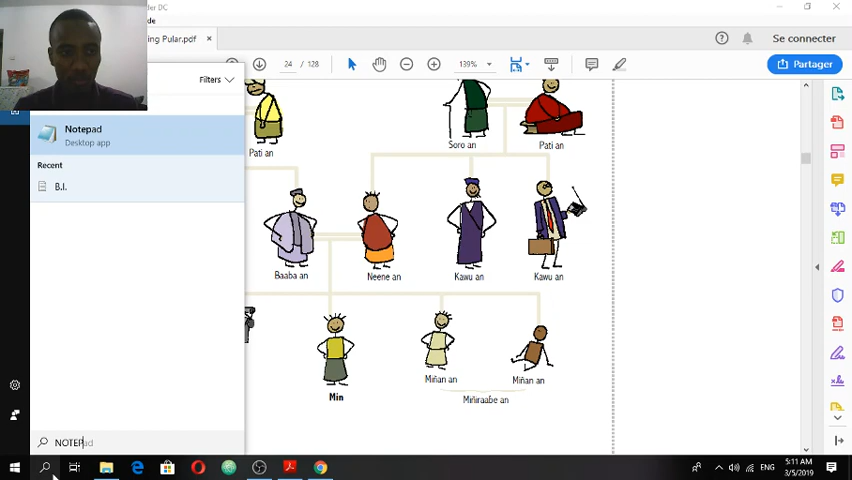 der DC
de
ing Pular.pdf
Se connecter
24 / 128
139%
Partager
Filters
Notepad
Desktop app
Recent
B.I.
NOTEPad
Pati an
Soro an
Pati an
Baaba an
Neene an
Kawu an
Kawu an
Min
Miñan an
Miñan an
Miñiraaɓe an
ENG
5:11 AM
3/5/2019